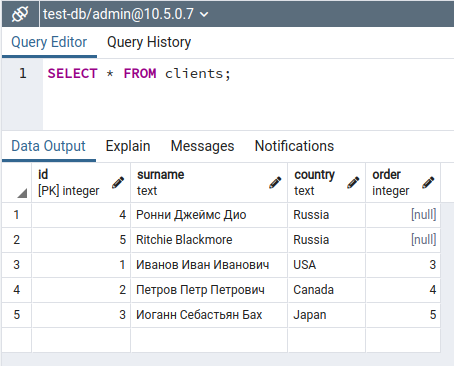 test-db/admin@10.5.0.7
Query Editor Query History
1 SELECT * FROM clients;
Data Output Explain Messages Notifications
id surname country order
[PK] integer text text integer
1 4 Ронни Джеймс Дио Russia [null]
2 5 Ritchie Blackmore Russia [null]
3 1 Иванов Иван Иванович USA 3
4 2 Петров Петр Петрович Canada 4
5 3 Иоганн Себастьян Бах Japan 5